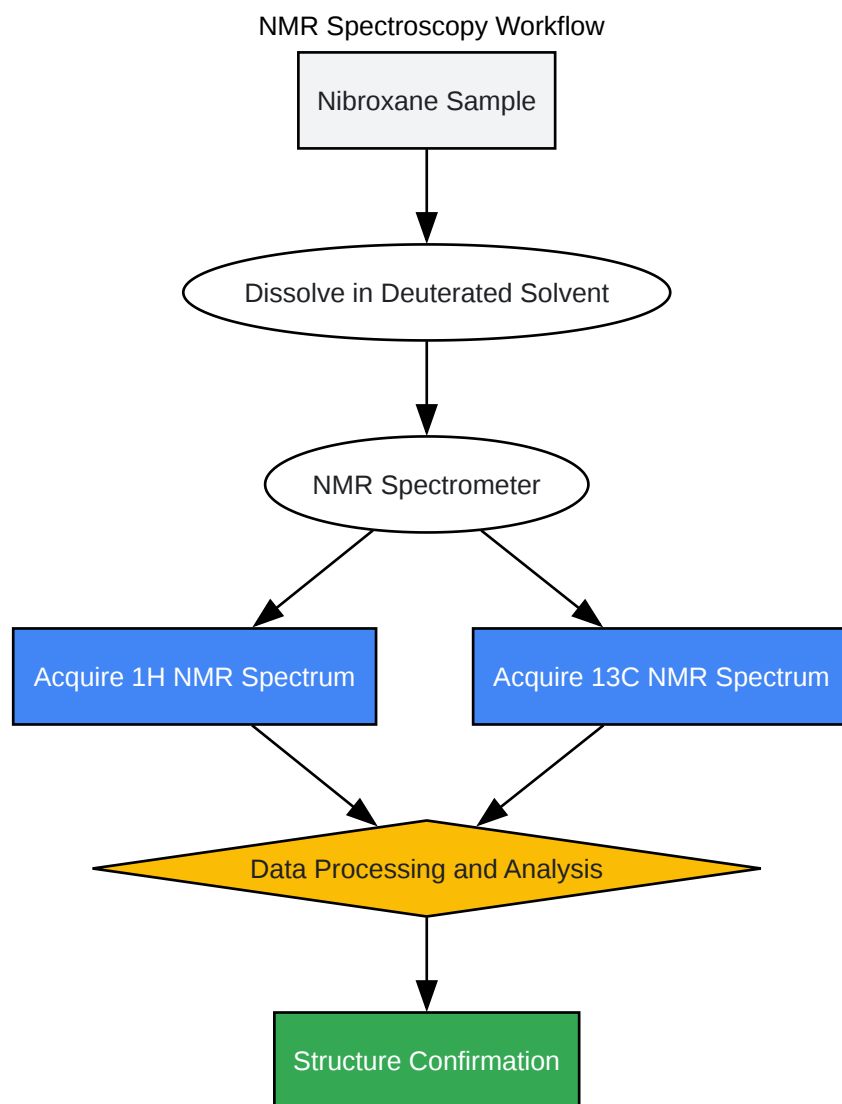 NMR Spectroscopy Workflow
Nibroxane Sample
Dissolve in Deuterated Solvent
NMR Spectrometer
Acquire 1H NMR Spectrum
Acquire 13C NMR Spectrum
Data Processing and Analysis
Structure Confirmation